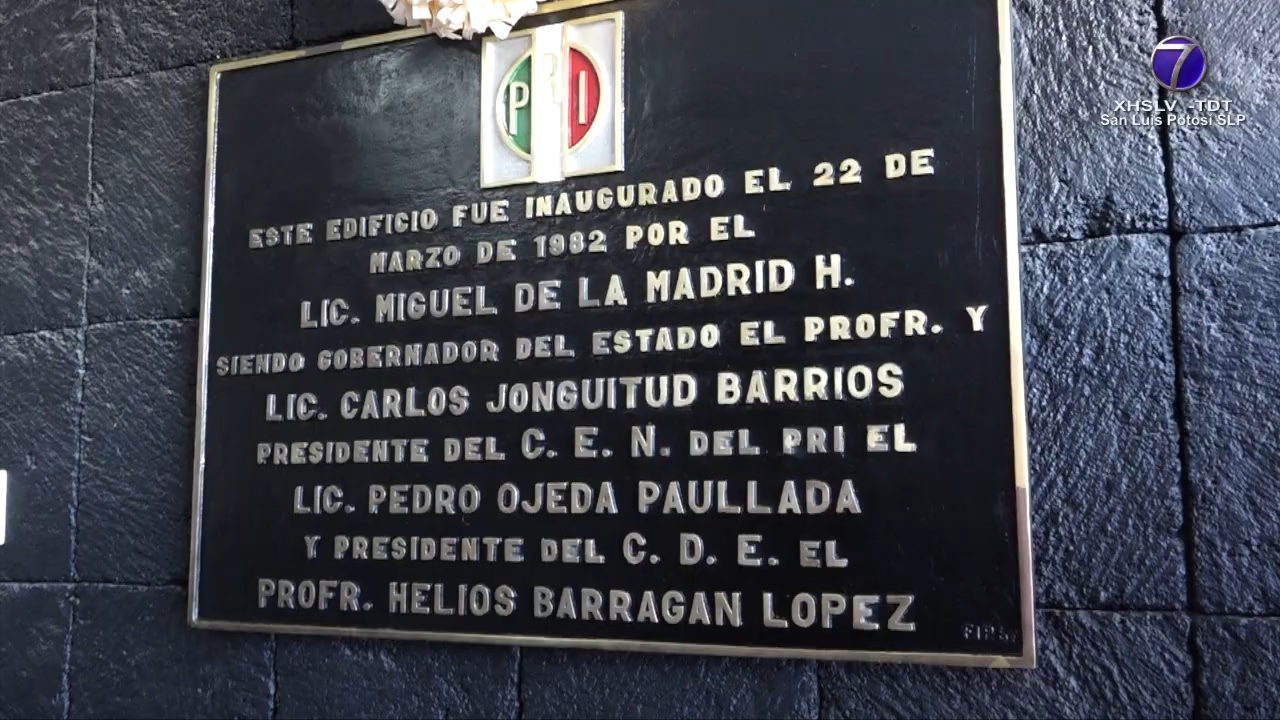 7
XHSLV -TDT
San Luis Potosi SLP
PRI
ESTE EDIFICIO FUE INAUGURADO EL 22 DE
MARZO DE 1982 POR EL
LIC. MIGUEL DE LA MADRID H.
SIENDO GOBERNADOR DEL ESTADO EL PROFR. Y
LIC. CARLOS JONGUITUD BARRIOS
PRESIDENTE DEL C. E. N. DEL PRI EL
LIC. PEDRO OJEDA PAULLADA
Y PRESIDENTE DEL C. D. E. EL
PROFR. HELIOS BARRAGAN LOPEZ